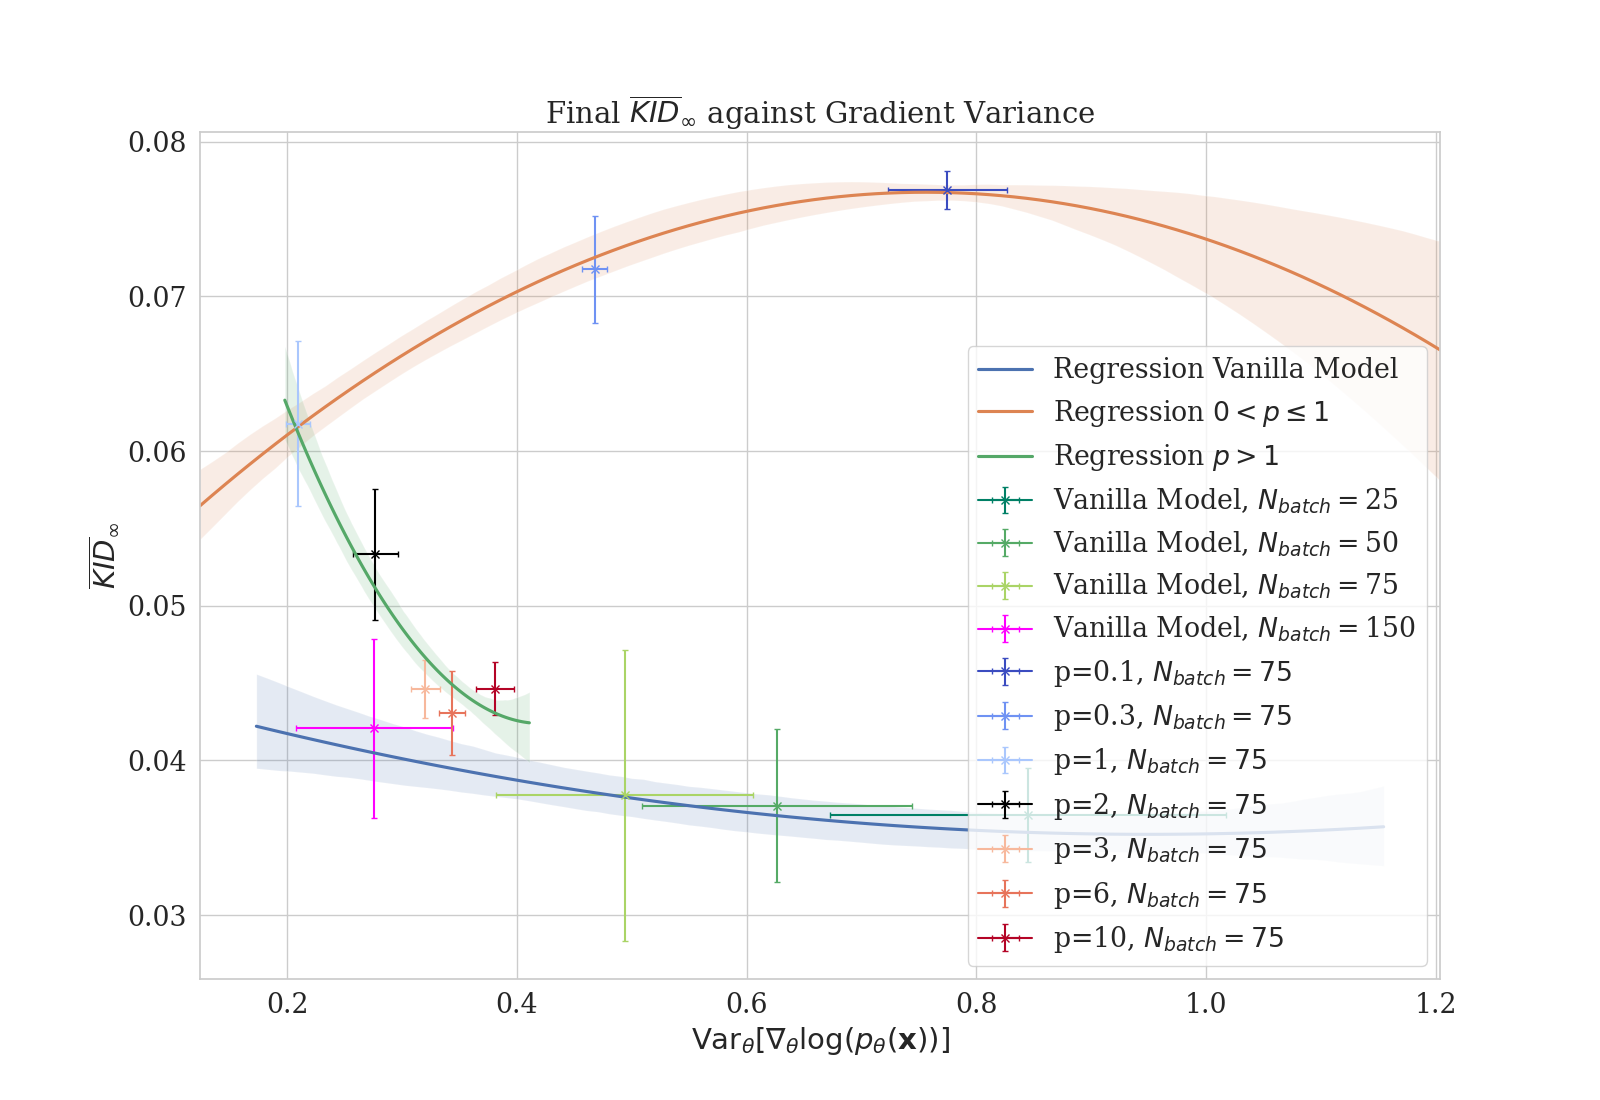 Final $\overline{KID}_\infty$ against Gradient Variance
0.08
0.07
0.06
0.05
0.04
0.03
$\overline{KID}_\infty$
Regression Vanilla Model
Regression $0 < p \leq 1$
Regression $p > 1$
Vanilla Model, $N_{batch} = 25$
Vanilla Model, $N_{batch} = 50$
Vanilla Model, $N_{batch} = 75$
Vanilla Model, $N_{batch} = 150$
p=0.1, $N_{batch} = 75$
p=0.3, $N_{batch} = 75$
p=1, $N_{batch} = 75$
p=2, $N_{batch} = 75$
p=3, $N_{batch} = 75$
p=6, $N_{batch} = 75$
p=10, $N_{batch} = 75$
0.2 0.4 0.6 0.8 1.0 1.2
$\mathrm{Var}_\theta[\nabla_\theta \log(p_\theta(\mathbf{x}))]$